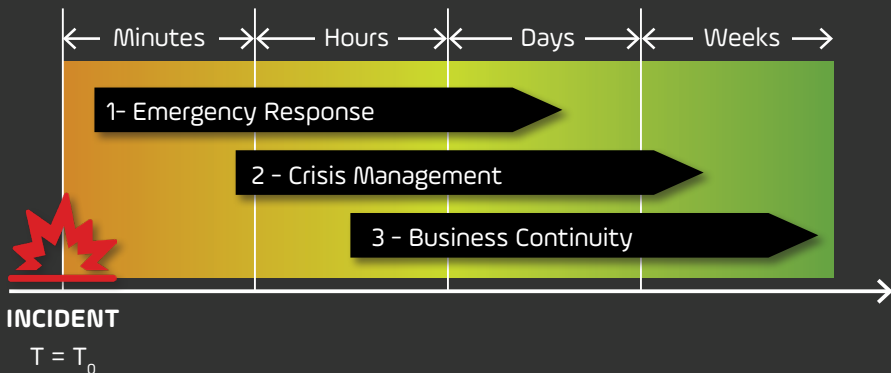 Minutes Hours Days Weeks
1- Emergency Response
2 - Crisis Management
3 - Business Continuity
INCIDENT
T = T₀